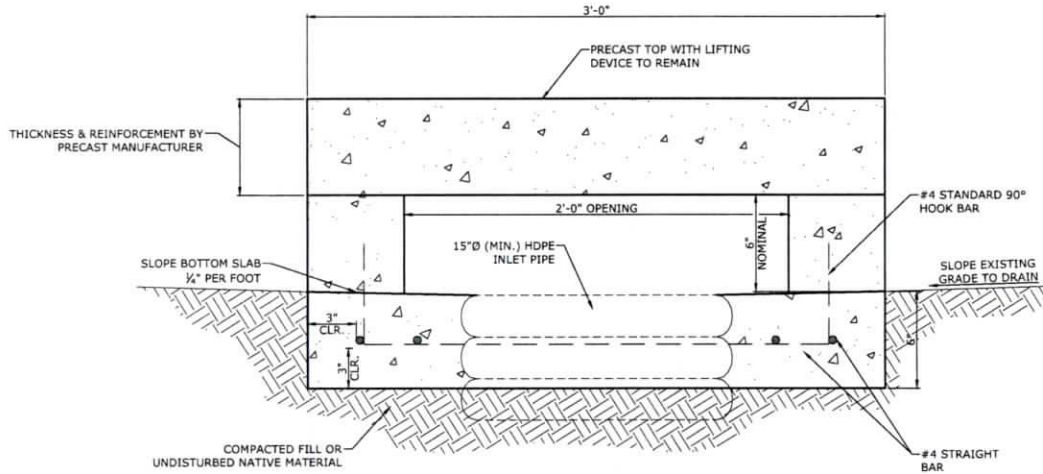 3'-0"
PRECAST TOP WITH LIFTING
DEVICE TO REMAIN
THICKNESS & REINFORCEMENT BY
PRECAST MANUFACTURER
2'-0" OPENING
6"
NOMINAL
#4 STANDARD 90°
HOOK BAR
15"Ø (MIN.) HDPE
INLET PIPE
SLOPE BOTTOM SLAB
¼" PER FOOT
SLOPE EXISTING
GRADE TO DRAIN
3"
CLR.
3"
CLR.
6"
COMPACTED FILL OR
UNDISTURBED NATIVE MATERIAL
#4 STRAIGHT
BAR